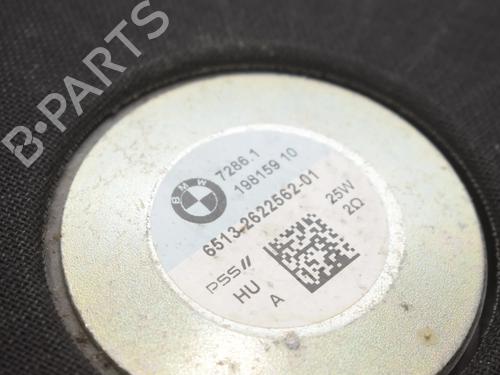 B-PARTS
BMW
7286.1
198159 10
6513.2622562-01
25W
2Ω
PSS//
HU
A